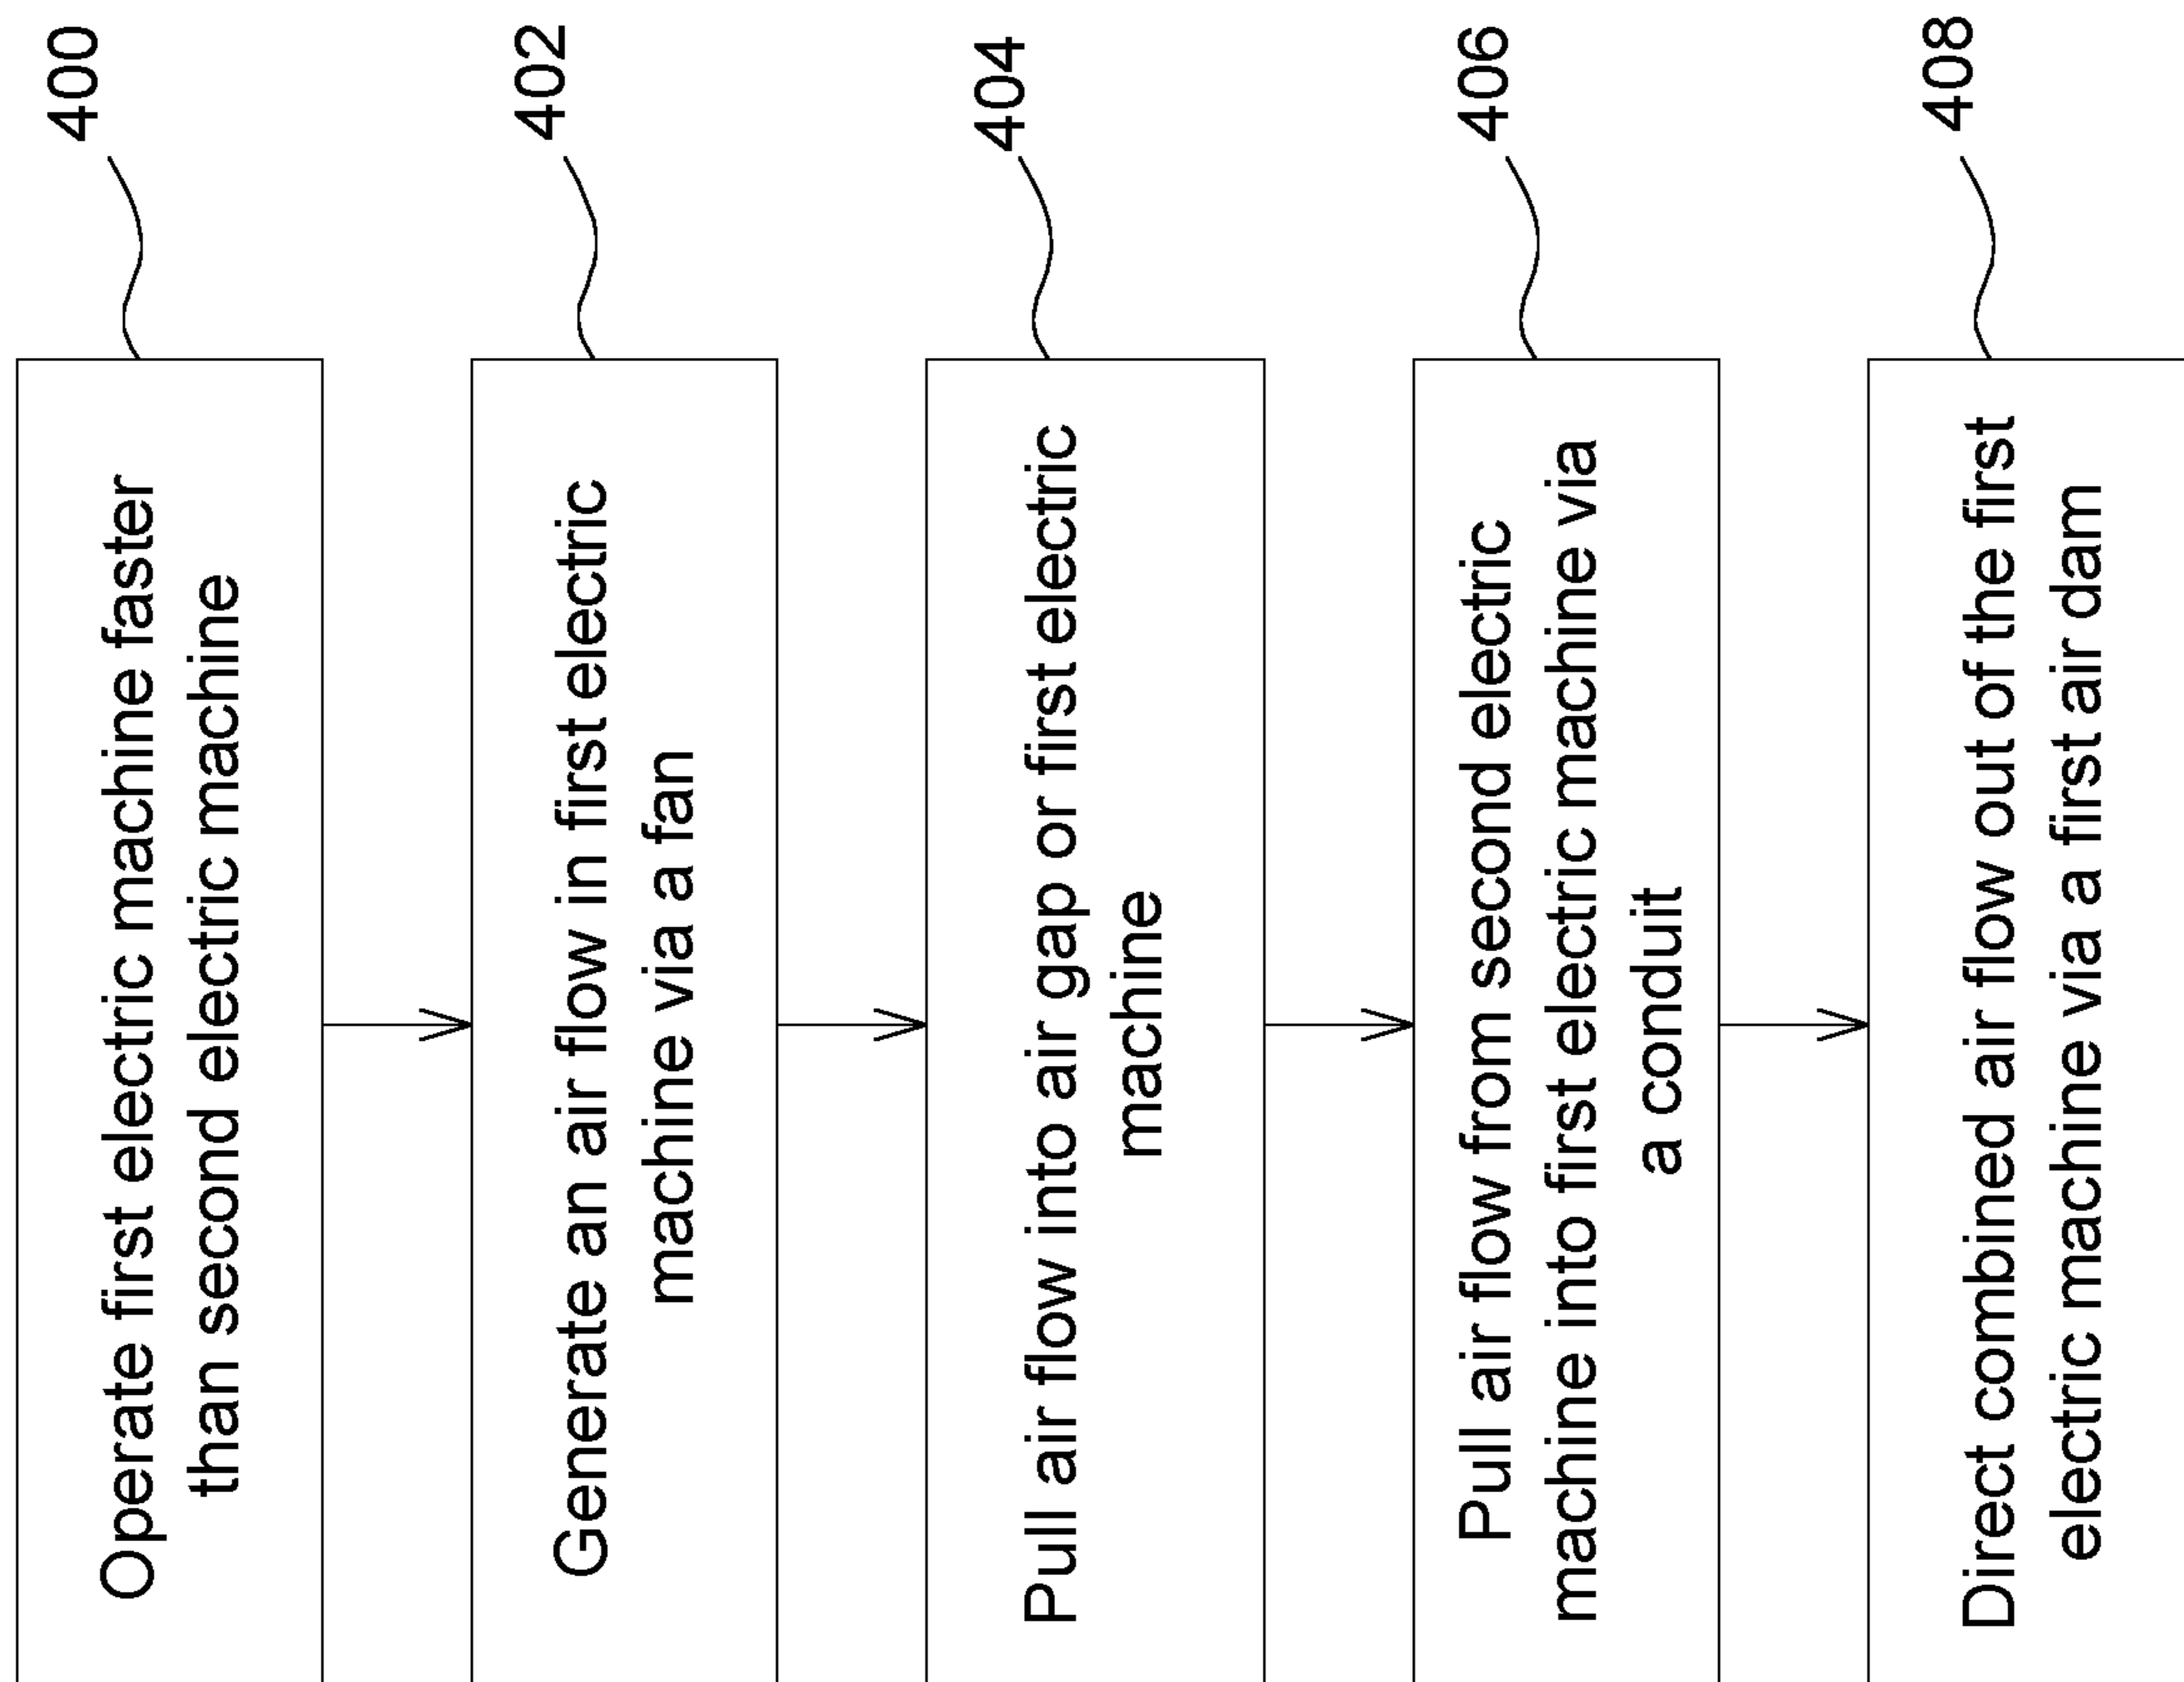 400
Operate first electric machine faster
than second electric machine
402
Generate an air flow in first electric
machine via a fan
404
Pull air flow into air gap or first electric
machine
406
Pull air flow from second electric
machine into first electric machine via
a conduit
408
Direct combined air flow out of the first
electric machine via a first air dam